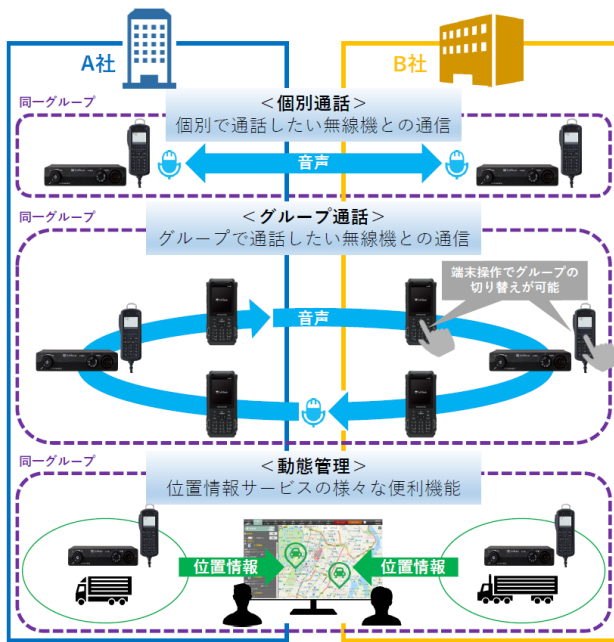 A社
B社
同一グループ
＜個別通話＞
個別で通話したい無線機との通信
音声
同一グループ
＜グループ通話＞
グループで通話したい無線機との通信
端末操作でグループの
切り替えが可能
音声
同一グループ
＜動態管理＞
位置情報サービスの様々な便利機能
位置情報
位置情報